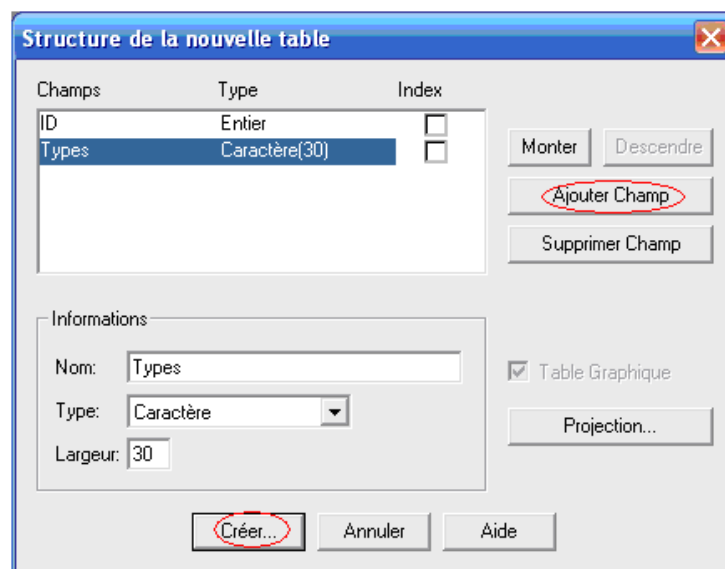 Structure de la nouvelle table
Champs Type Index
ID Entier
Types Caractère(30)
Monter Descendre
Ajouter Champ
Supprimer Champ
Informations
Nom: Types
Table Graphique
Type: Caractère
Projection...
Largeur: 30
Créer... Annuler Aide